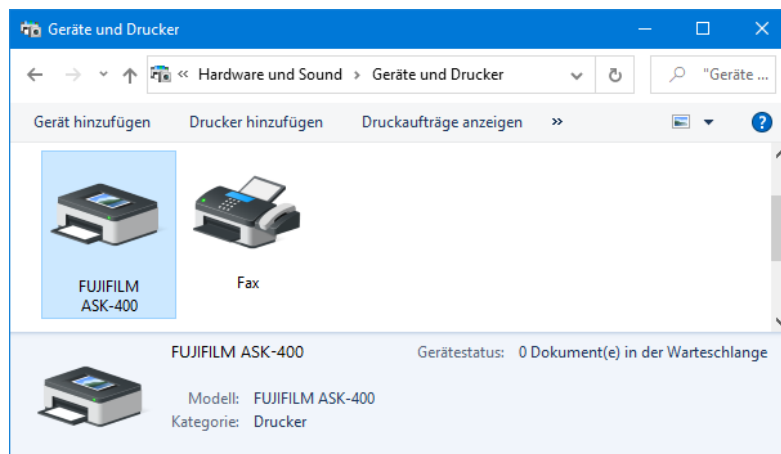 Geräte und Drucker
« Hardware und Sound › Geräte und Drucker
"Geräte ...
Gerät hinzufügen Drucker hinzufügen Druckaufträge anzeigen »
?
FUJIFILM
ASK-400
Fax
FUJIFILM ASK-400 Gerätestatus: 0 Dokument(e) in der Warteschlange
Modell: FUJIFILM ASK-400
Kategorie: Drucker